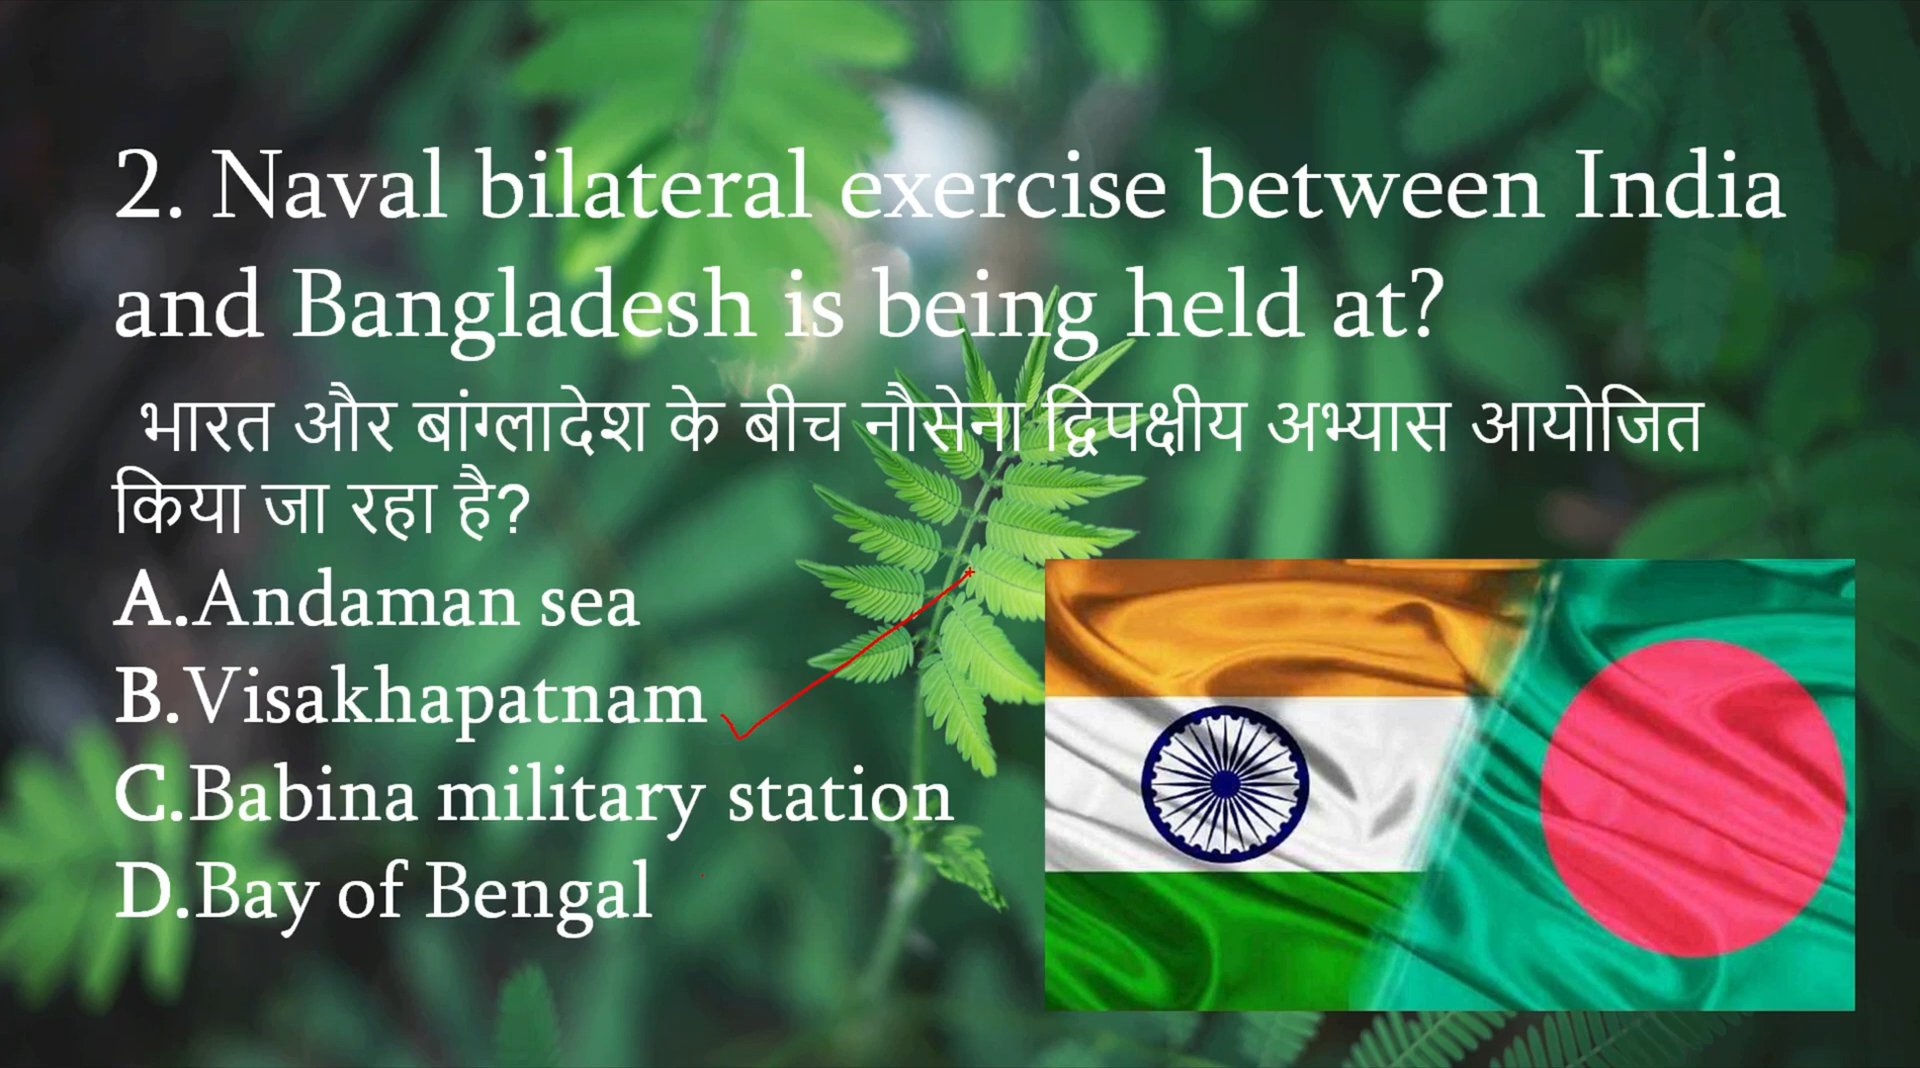 2. Naval bilateral exercise between India
and Bangladesh is being held at?
भारत और बांग्लादेश के बीच नौसेना द्विपक्षीय अभ्यास आयोजित
किया जा रहा है?
A.Andaman sea
B.Visakhapatnam
C.Babina military station
D.Bay of Bengal